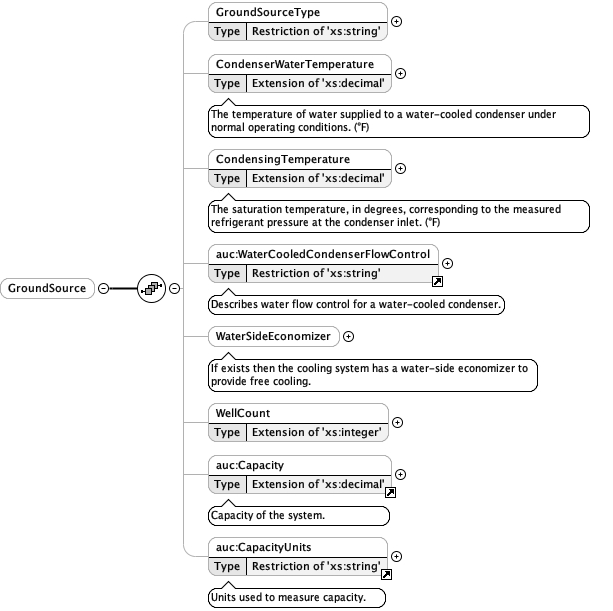 GroundSourceType
Type Restriction of 'xs:string'
CondenserWaterTemperature
Type Extension of 'xs:decimal'
The temperature of water supplied to a water-cooled condenser under
normal operating conditions. (°F)
CondensingTemperature
Type Extension of 'xs:decimal'
The saturation temperature, in degrees, corresponding to the measured
refrigerant pressure at the condenser inlet. (°F)
auc:WaterCooledCondenserFlowControl
Type Restriction of 'xs:string'
GroundSource
Describes water flow control for a water-cooled condenser.
WaterSideEconomizer
If exists then the cooling system has a water-side economizer to
provide free cooling.
WellCount
Type Extension of 'xs:integer'
auc:Capacity
Type Extension of 'xs:decimal'
Capacity of the system.
auc:CapacityUnits
Type Restriction of 'xs:string'
Units used to measure capacity.